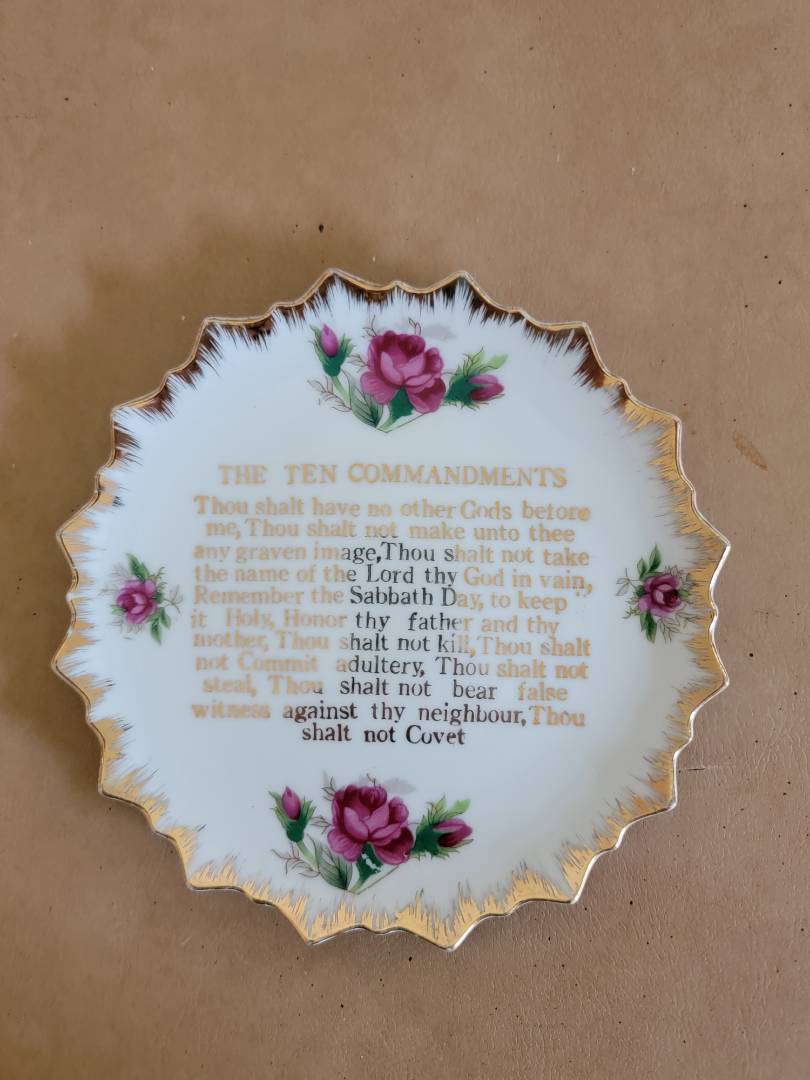 THE TEN COMMANDMENTS
Thou shalt have no other Gods before
me, Thou shalt not make unto thee
any graven image, Thou shalt not take
the name of the Lord thy God in vain,
Remember the Sabbath Day, to keep
it Holy, Honor thy father and thy
mother, Thou shalt not kill, Thou shalt
not Commit adultery, Thou shalt not
steal, Thou shalt not bear false
witness against thy neighbour, Thou
shalt not Covet